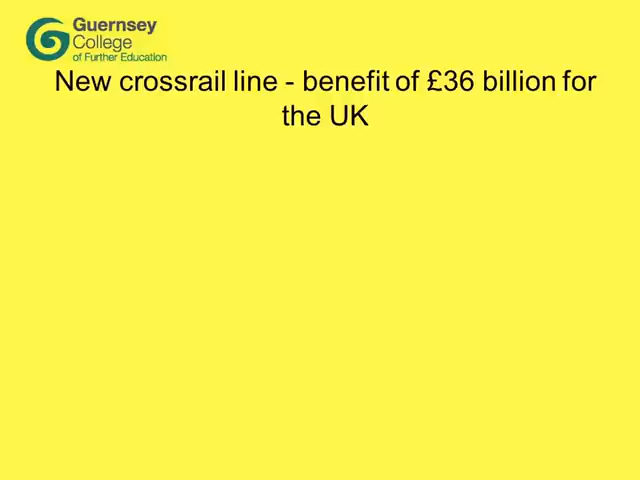 Guernsey
College
of Further Education
New crossrail line - benefit of £36 billion for
the UK